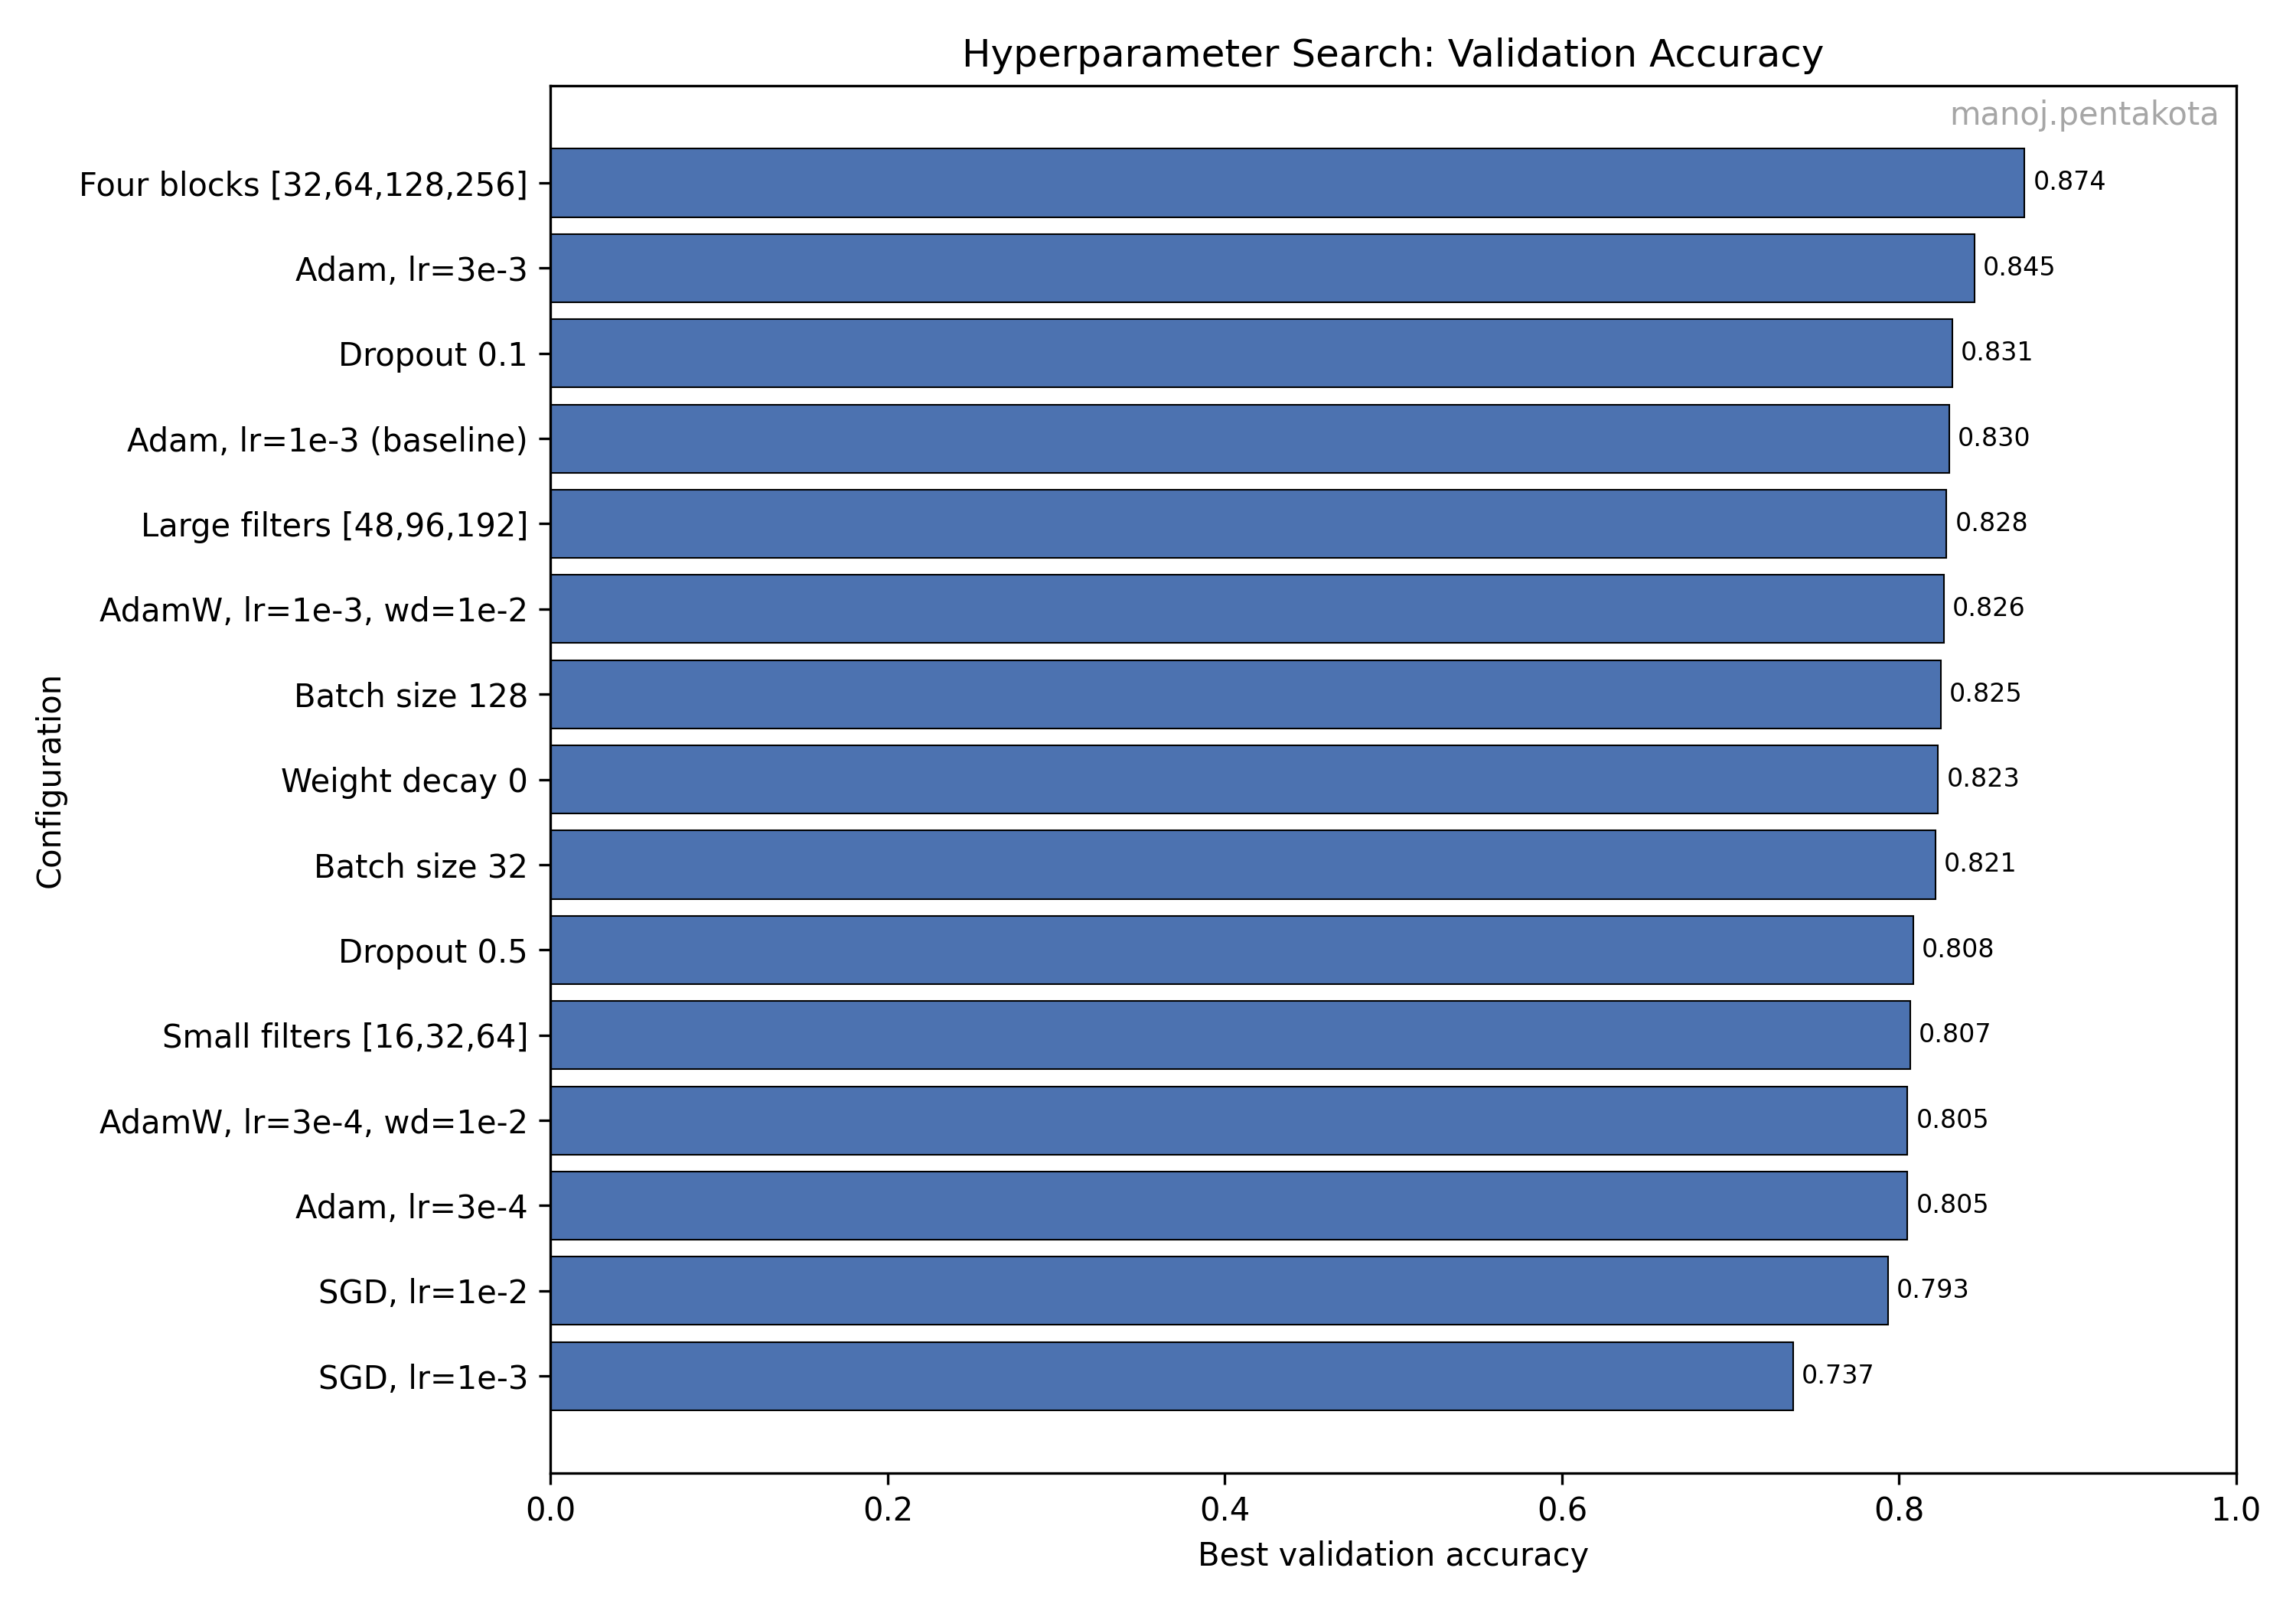 Hyperparameter Search: Validation Accuracy
manoj.pentakota
Four blocks [32,64,128,256] 0.874
Adam, lr=3e-3 0.845
Dropout 0.1 0.831
Adam, lr=1e-3 (baseline) 0.830
Large filters [48,96,192] 0.828
AdamW, lr=1e-3, wd=1e-2 0.826
Batch size 128 0.825
Weight decay 0 0.823
Batch size 32 0.821
Dropout 0.5 0.808
Small filters [16,32,64] 0.807
AdamW, lr=3e-4, wd=1e-2 0.805
Adam, lr=3e-4 0.805
SGD, lr=1e-2 0.793
SGD, lr=1e-3 0.737
Configuration
0.0 0.2 0.4 0.6 0.8 1.0
Best validation accuracy